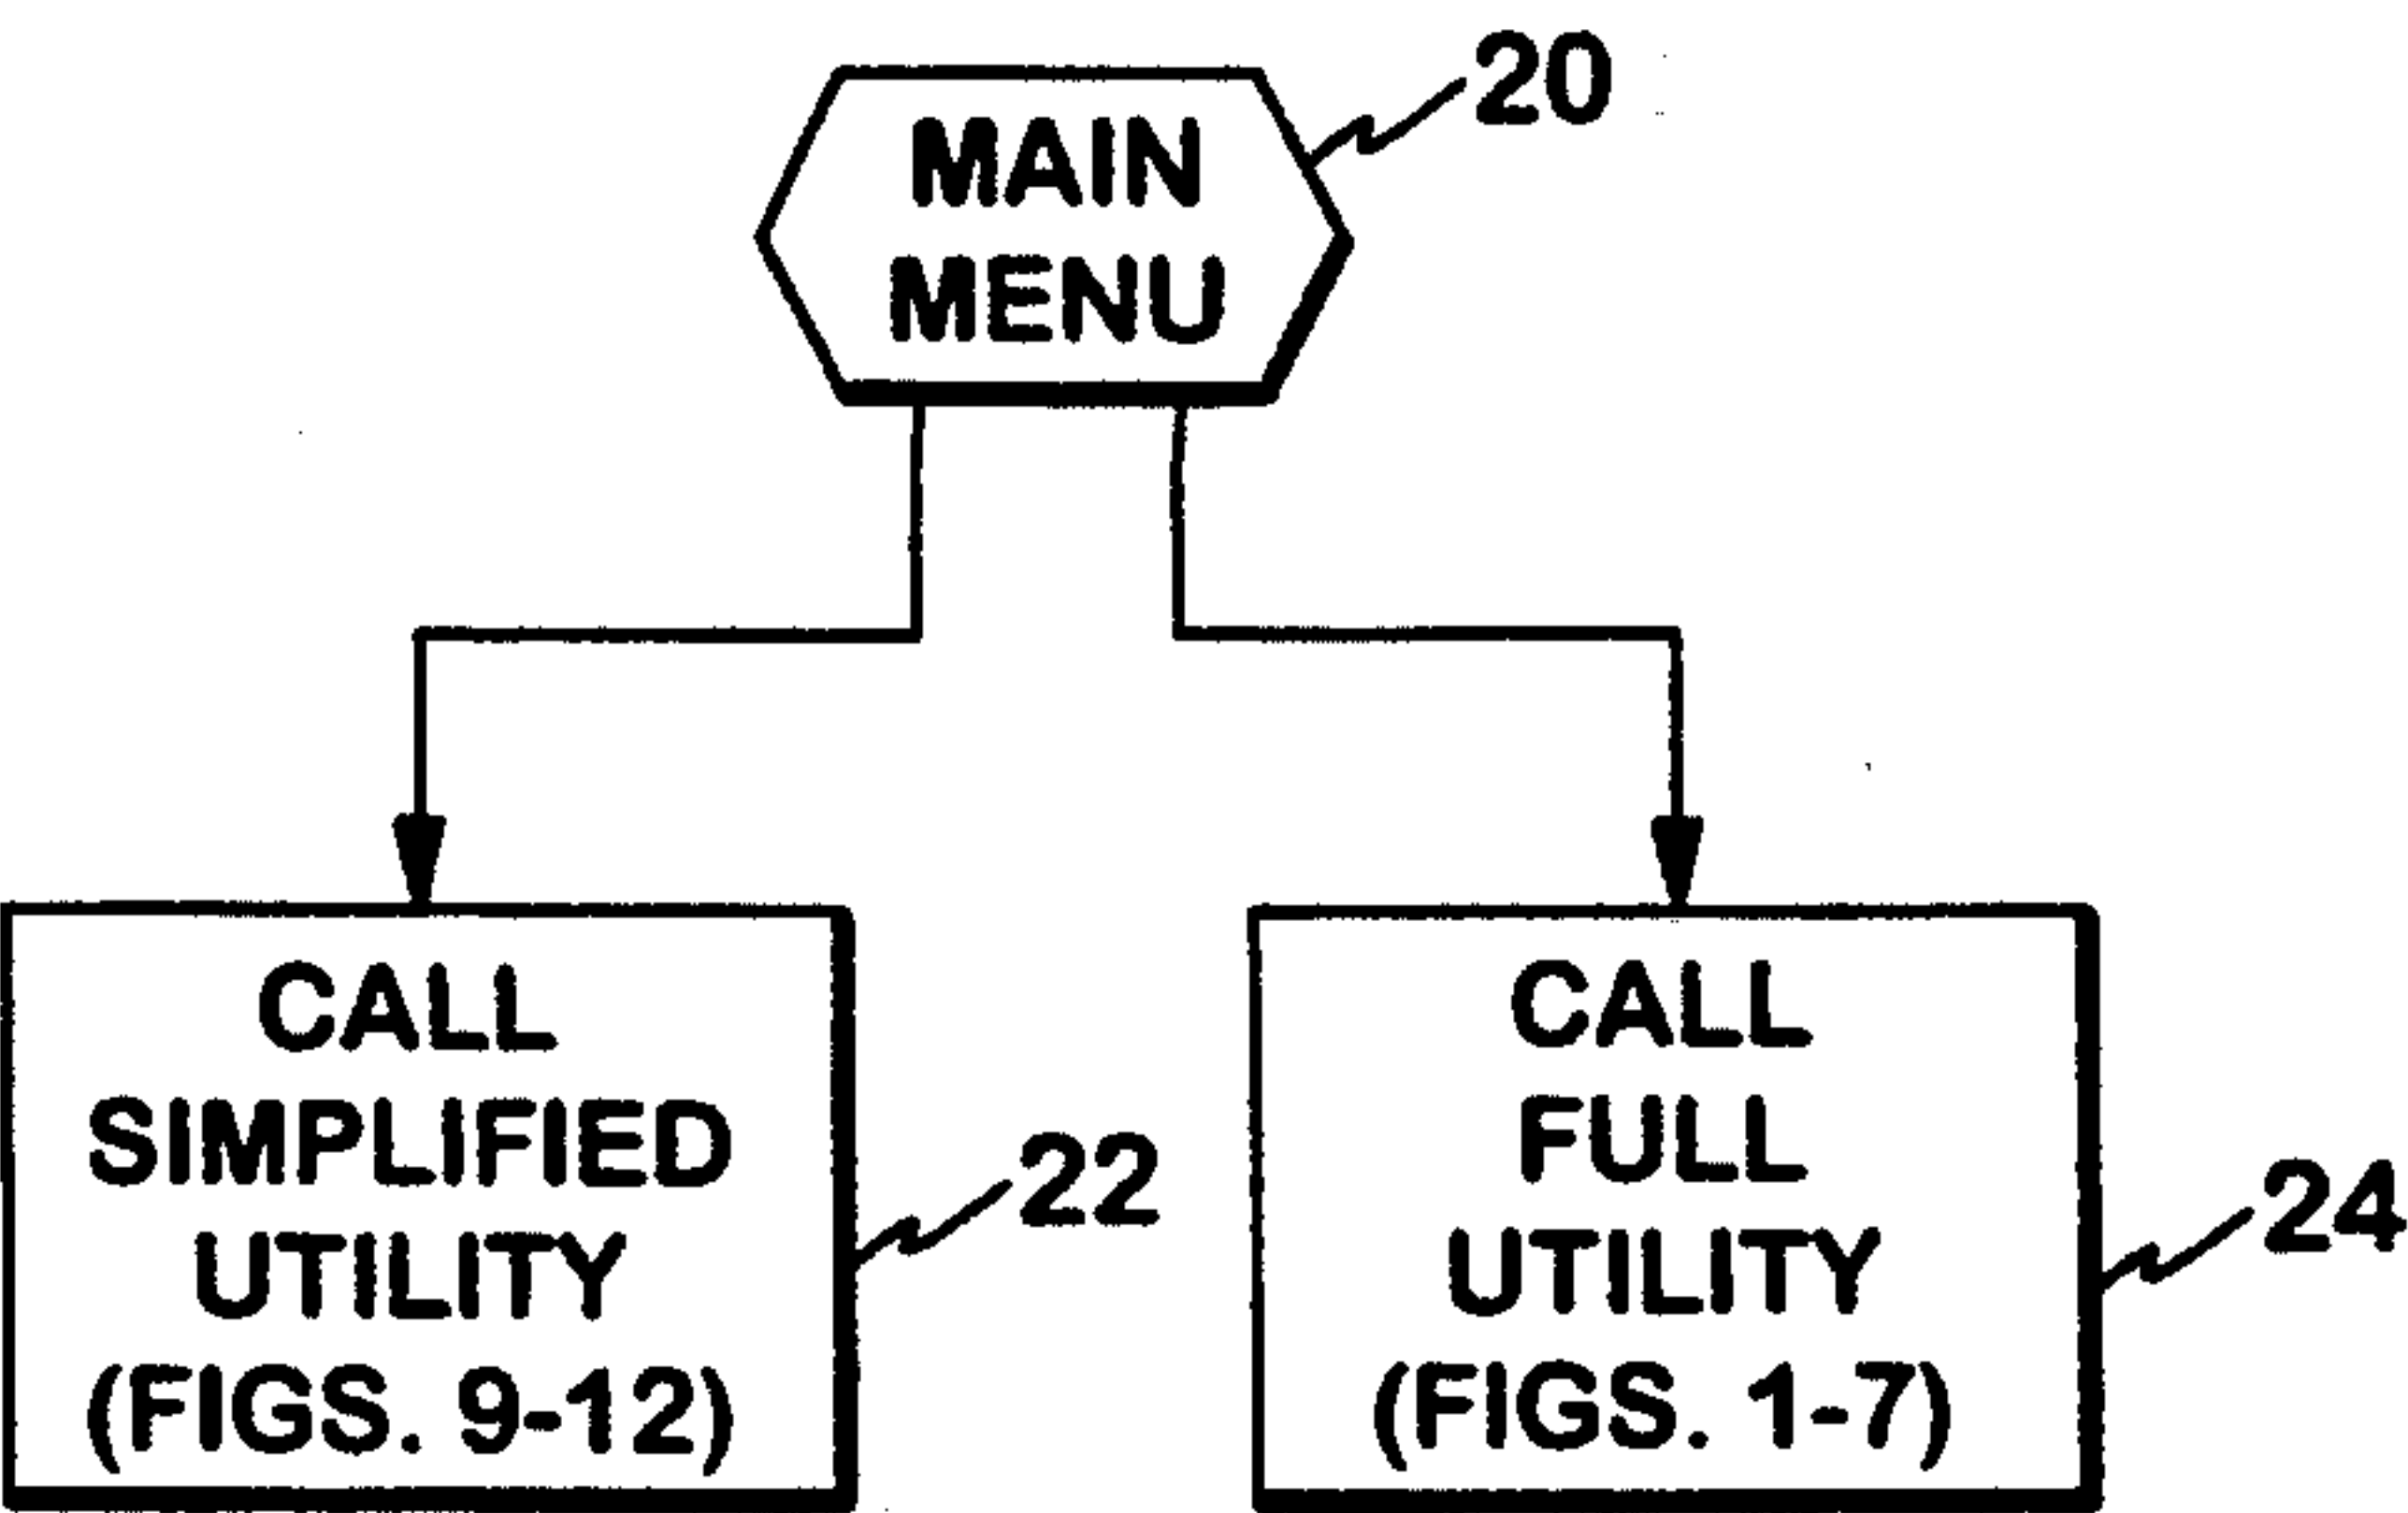 20
MAIN
MENU
CALL
SIMPLIFIED
UTILITY
(FIGS. 9-12)
22
CALL
FULL
UTILITY
(FIGS. 1-7)
24